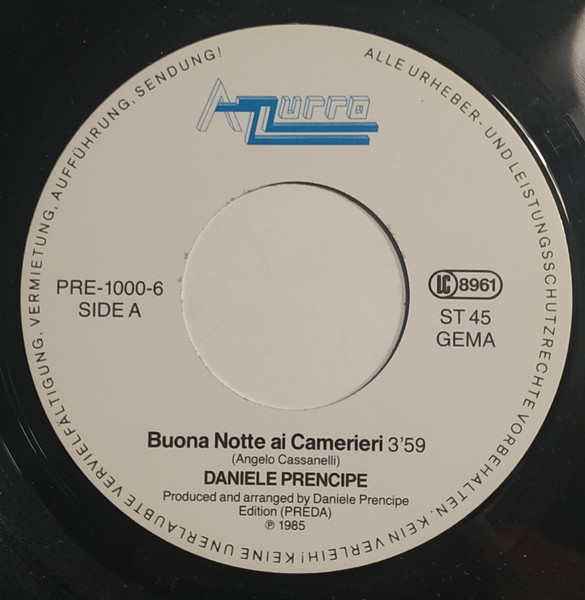 ALLE URHEBER- UND LEISTUNGSSCHUTZRECHTE VORBEHALTEN. KEIN VERLEIH! KEINE UNERLAUBTE VERVIELFÄLTIGUNG, VERMIETUNG, AUFFÜHRUNG, SENDUNG!
AZZURRO
PRE-1000-6
SIDE A
LC 8961
ST 45
GEMA
Buona Notte ai Camerieri 3'59
(Angelo Cassanelli)
DANIELE PRENCIPE
Produced and arranged by Daniele Prencipe
Edition (PREDA)
℗ 1985